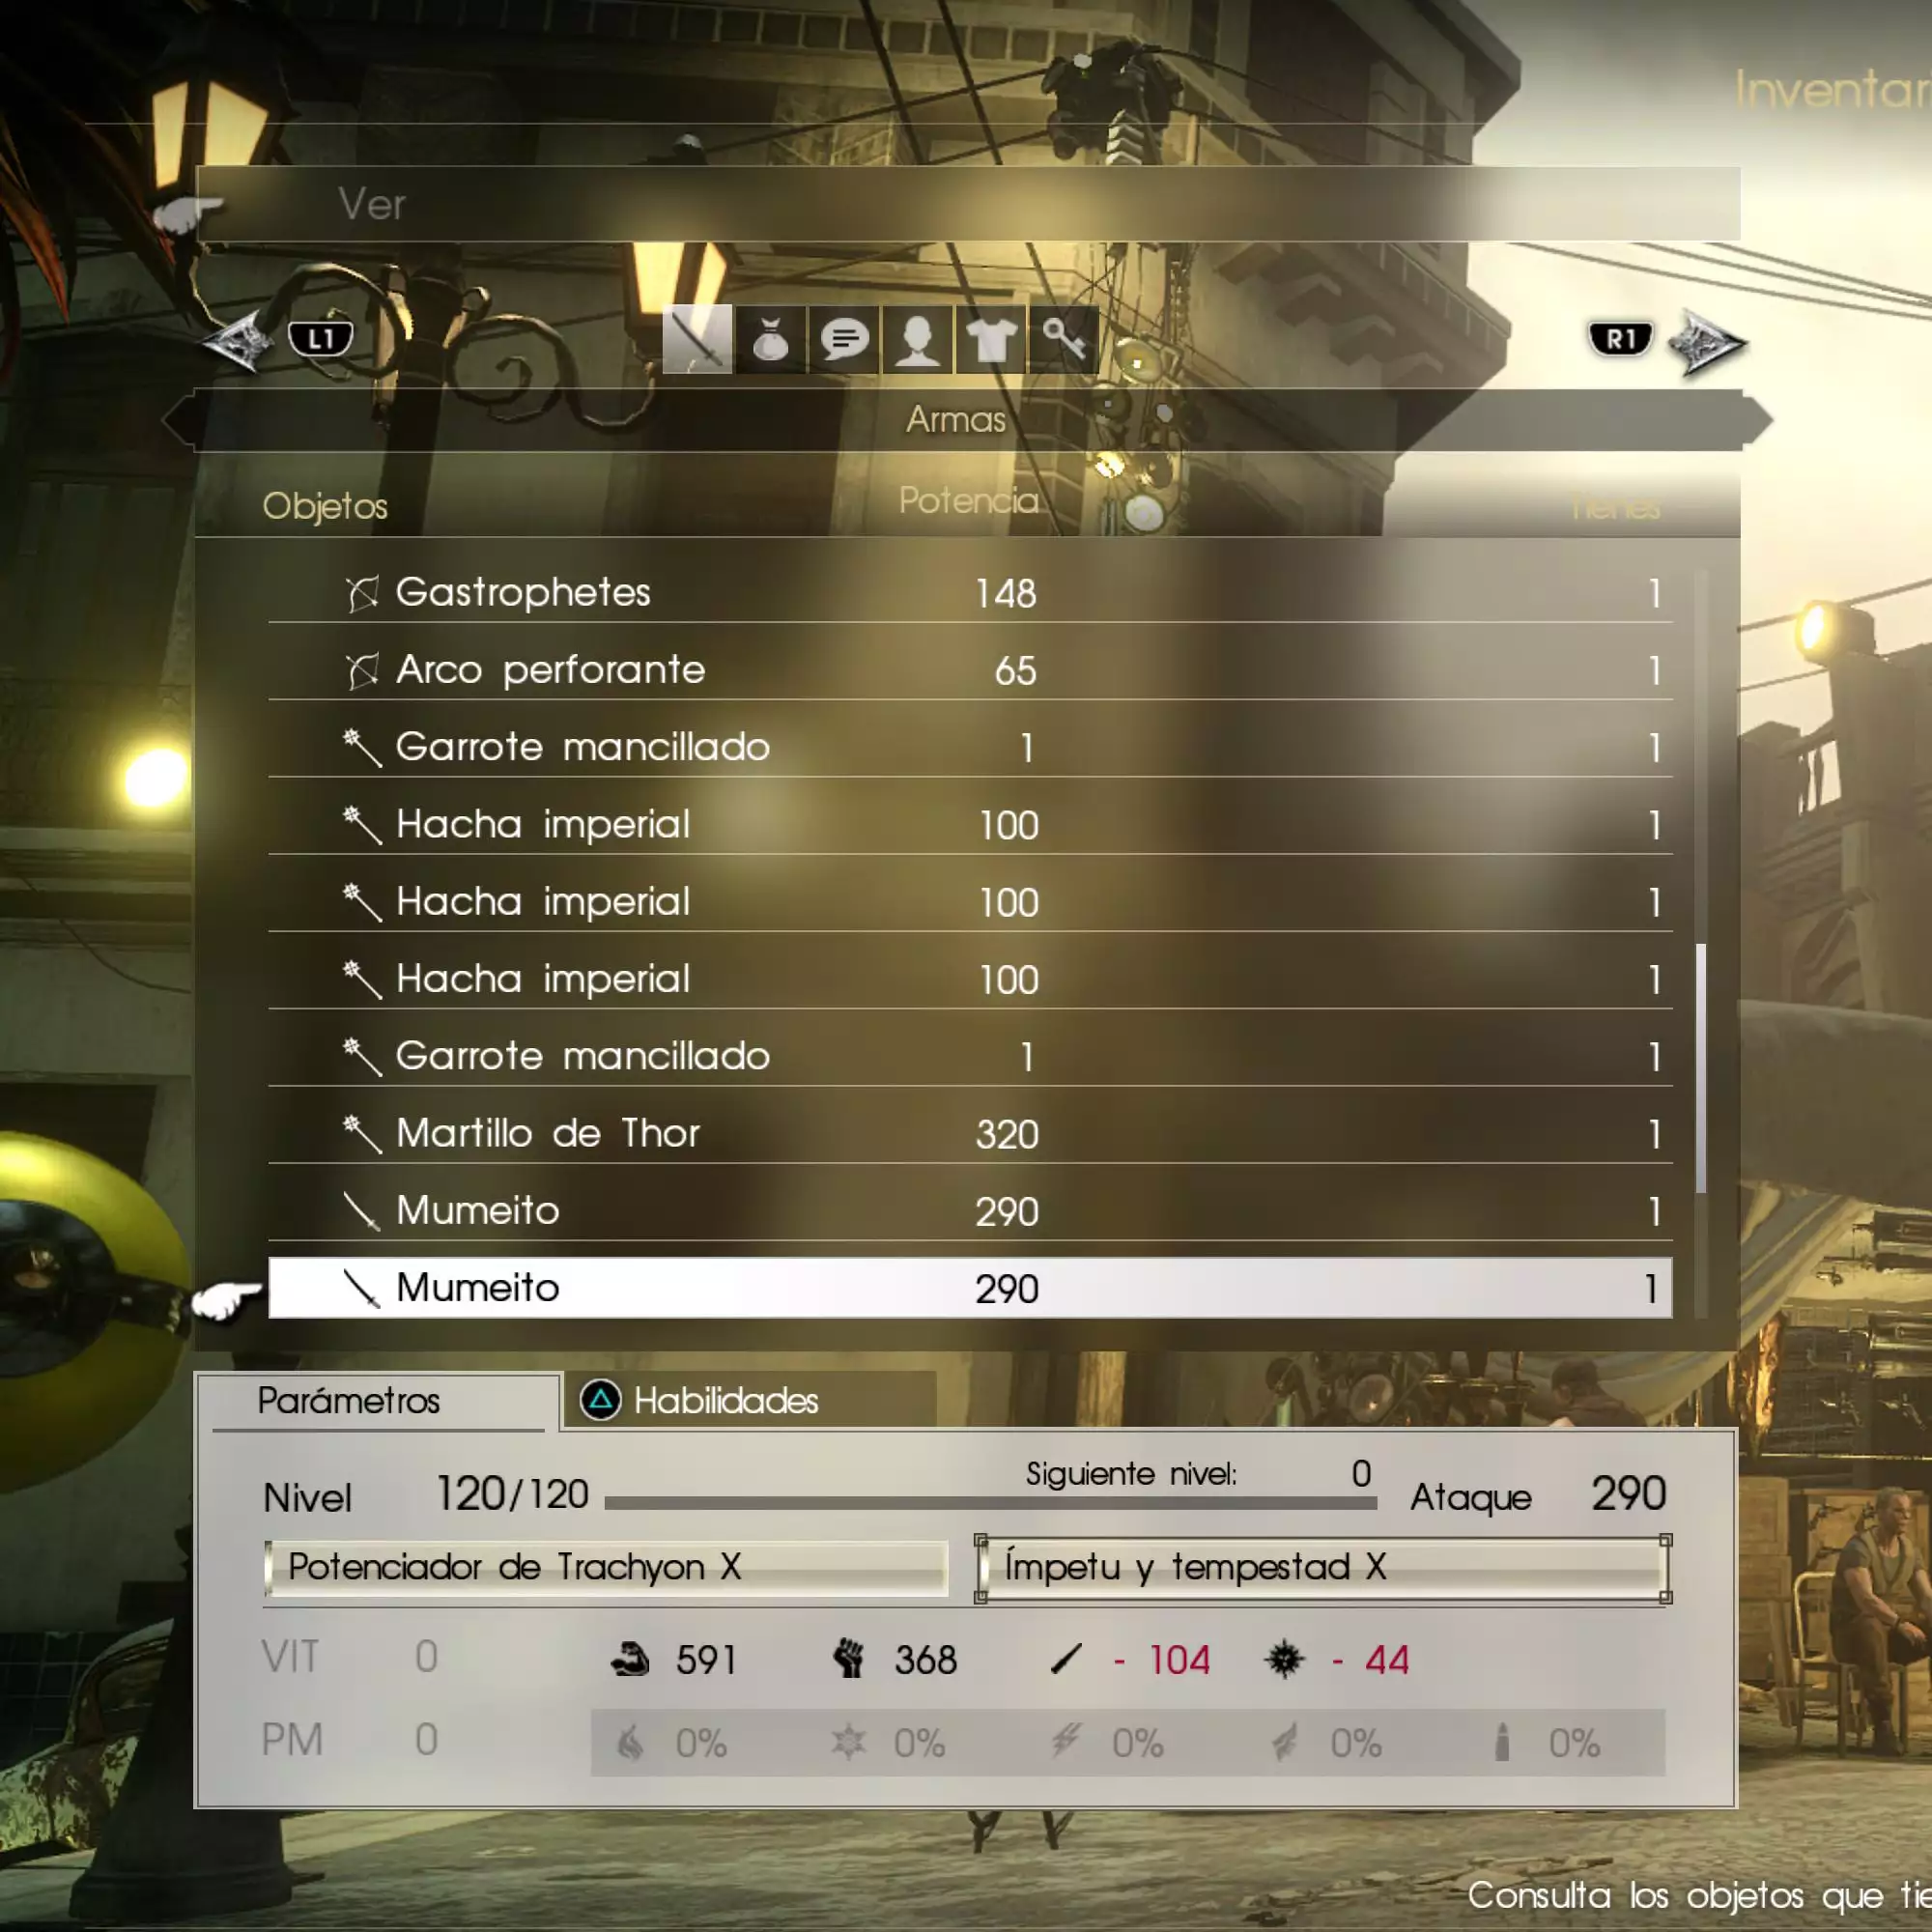 Inventari
Ver
L1
R1
Armas
Objetos Potencia Tienes
Gastrophetes 148 1
Arco perforante 65 1
Garrote mancillado 1 1
Hacha imperial 100 1
Hacha imperial 100 1
Hacha imperial 100 1
Garrote mancillado 1 1
Martillo de Thor 320 1
Mumeito 290 1
Mumeito 290 1
Parámetros Habilidades
Nivel 120/120 Siguiente nivel: 0 Ataque 290
Potenciador de Trachyon X Ímpetu y tempestad X
VIT 0 591 368 - 104 - 44
PM 0 0% 0% 0% 0% 0%
Consulta los objetos que tie